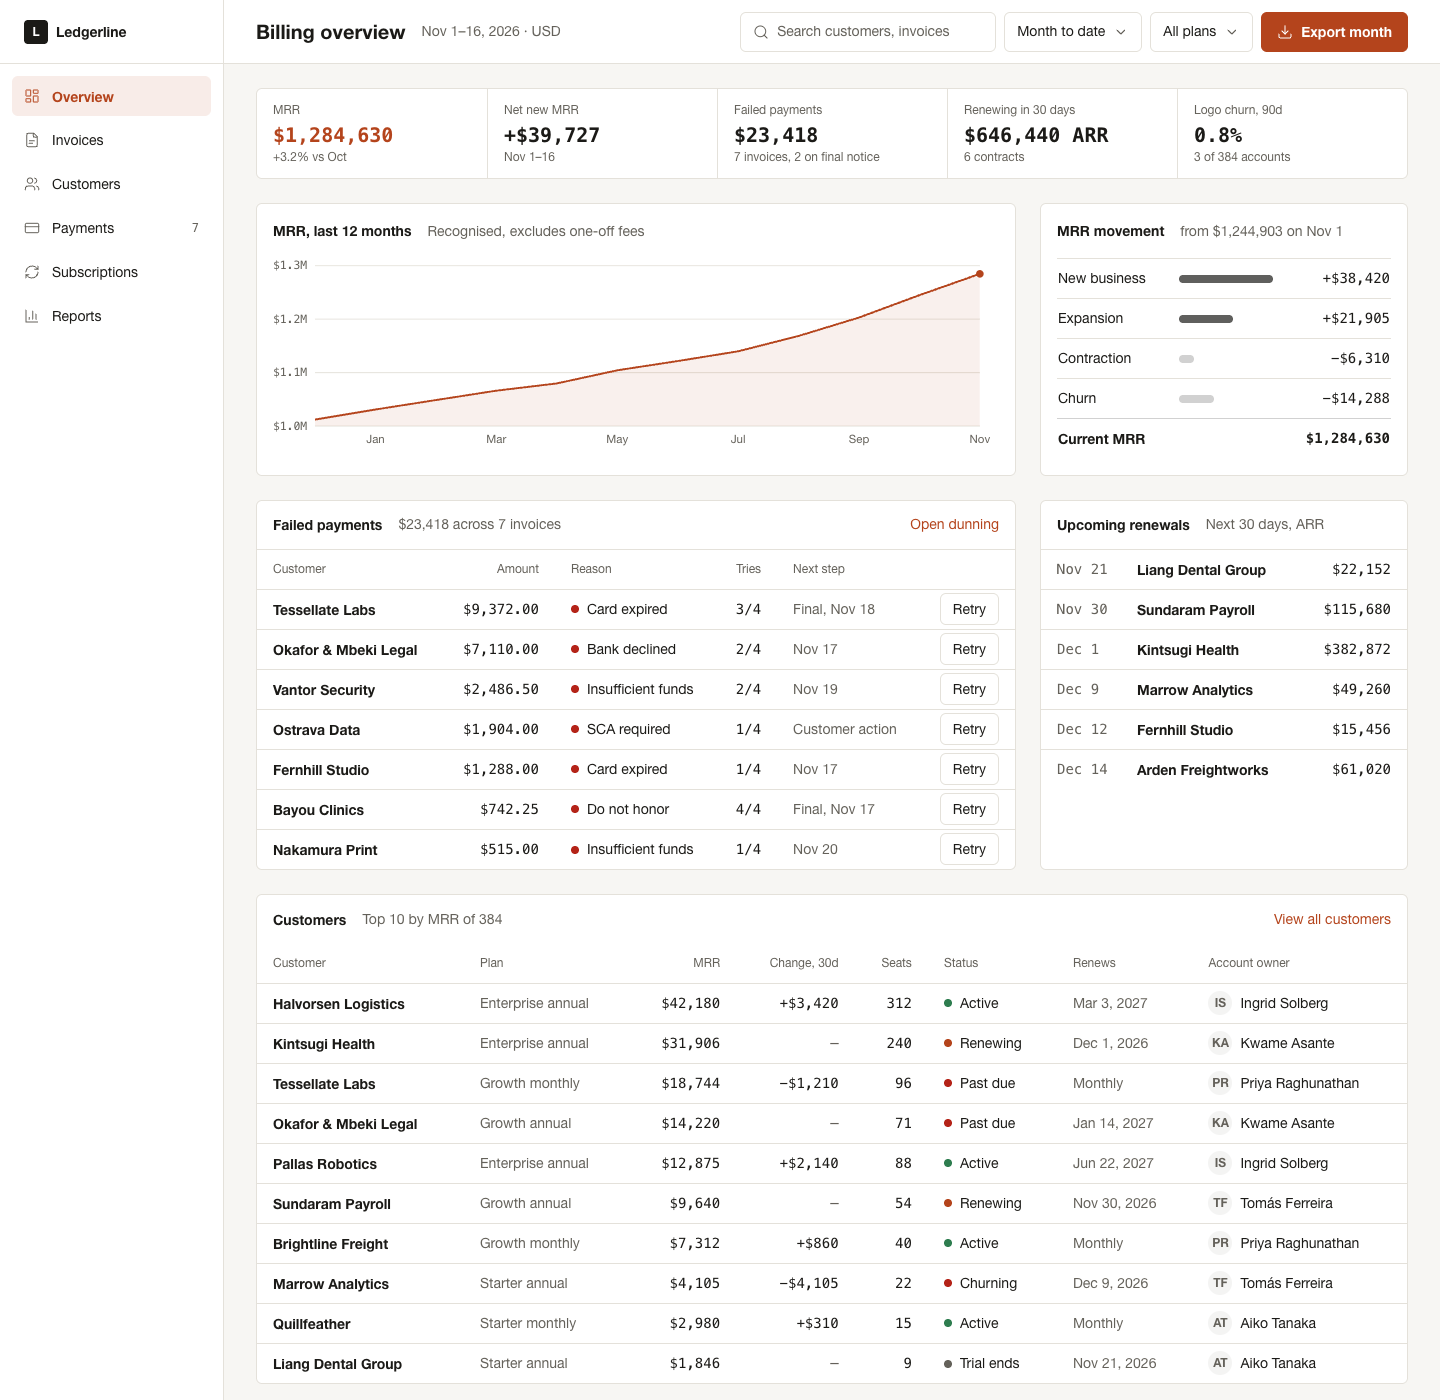 L Ledgerline
Billing overview Nov 1–16, 2026 · USD Search customers, invoices Month to date All plans Export month
Overview
Invoices
Customers
Payments 7
Subscriptions
Reports
MRR
$1,284,630
+3.2% vs Oct
Net new MRR
+$39,727
Nov 1–16
Failed payments
$23,418
7 invoices, 2 on final notice
Renewing in 30 days
$646,440 ARR
6 contracts
Logo churn, 90d
0.8%
3 of 384 accounts
MRR, last 12 months Recognised, excludes one-off fees
$1.3M
$1.2M
$1.1M
$1.0M
Jan Mar May Jul Sep Nov
MRR movement from $1,244,903 on Nov 1
New business +$38,420
Expansion +$21,905
Contraction −$6,310
Churn −$14,288
Current MRR $1,284,630
Failed payments $23,418 across 7 invoices Open dunning
Customer Amount Reason Tries Next step
Tessellate Labs $9,372.00 Card expired 3/4 Final, Nov 18 Retry
Okafor & Mbeki Legal $7,110.00 Bank declined 2/4 Nov 17 Retry
Vantor Security $2,486.50 Insufficient funds 2/4 Nov 19 Retry
Ostrava Data $1,904.00 SCA required 1/4 Customer action Retry
Fernhill Studio $1,288.00 Card expired 1/4 Nov 17 Retry
Bayou Clinics $742.25 Do not honor 4/4 Final, Nov 17 Retry
Nakamura Print $515.00 Insufficient funds 1/4 Nov 20 Retry
Upcoming renewals Next 30 days, ARR
Nov 21 Liang Dental Group $22,152
Nov 30 Sundaram Payroll $115,680
Dec 1 Kintsugi Health $382,872
Dec 9 Marrow Analytics $49,260
Dec 12 Fernhill Studio $15,456
Dec 14 Arden Freightworks $61,020
Customers Top 10 by MRR of 384 View all customers
Customer Plan MRR Change, 30d Seats Status Renews Account owner
Halvorsen Logistics Enterprise annual $42,180 +$3,420 312 Active Mar 3, 2027 IS Ingrid Solberg
Kintsugi Health Enterprise annual $31,906 – 240 Renewing Dec 1, 2026 KA Kwame Asante
Tessellate Labs Growth monthly $18,744 −$1,210 96 Past due Monthly PR Priya Raghunathan
Okafor & Mbeki Legal Growth annual $14,220 – 71 Past due Jan 14, 2027 KA Kwame Asante
Pallas Robotics Enterprise annual $12,875 +$2,140 88 Active Jun 22, 2027 IS Ingrid Solberg
Sundaram Payroll Growth annual $9,640 – 54 Renewing Nov 30, 2026 TF Tomás Ferreira
Brightline Freight Growth monthly $7,312 +$860 40 Active Monthly PR Priya Raghunathan
Marrow Analytics Starter annual $4,105 −$4,105 22 Churning Dec 9, 2026 TF Tomás Ferreira
Quillfeather Starter monthly $2,980 +$310 15 Active Monthly AT Aiko Tanaka
Liang Dental Group Starter annual $1,846 – 9 Trial ends Nov 21, 2026 AT Aiko Tanaka